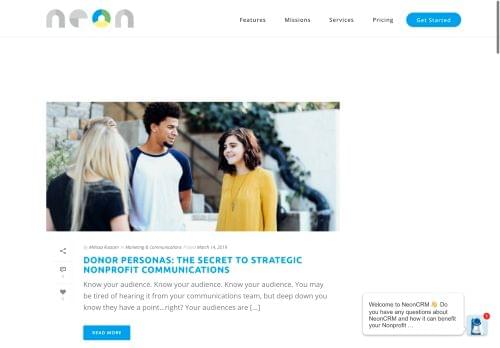 neon
Features Missions Services Pricing Get Started
By Melissa Raezer In Marketing & Communications Posted March 14, 2019
DONOR PERSONAS: THE SECRET TO STRATEGIC
NONPROFIT COMMUNICATIONS
Know your audience. Know your audience. Know your audience. You may
be tired of hearing it from your communications team, but deep down you
know they have a point...right? Your audiences are [...]
READ MORE
Welcome to NeonCRM 👋 Do
you have any questions about
NeonCRM and how it can benefit
your Nonprofit ...